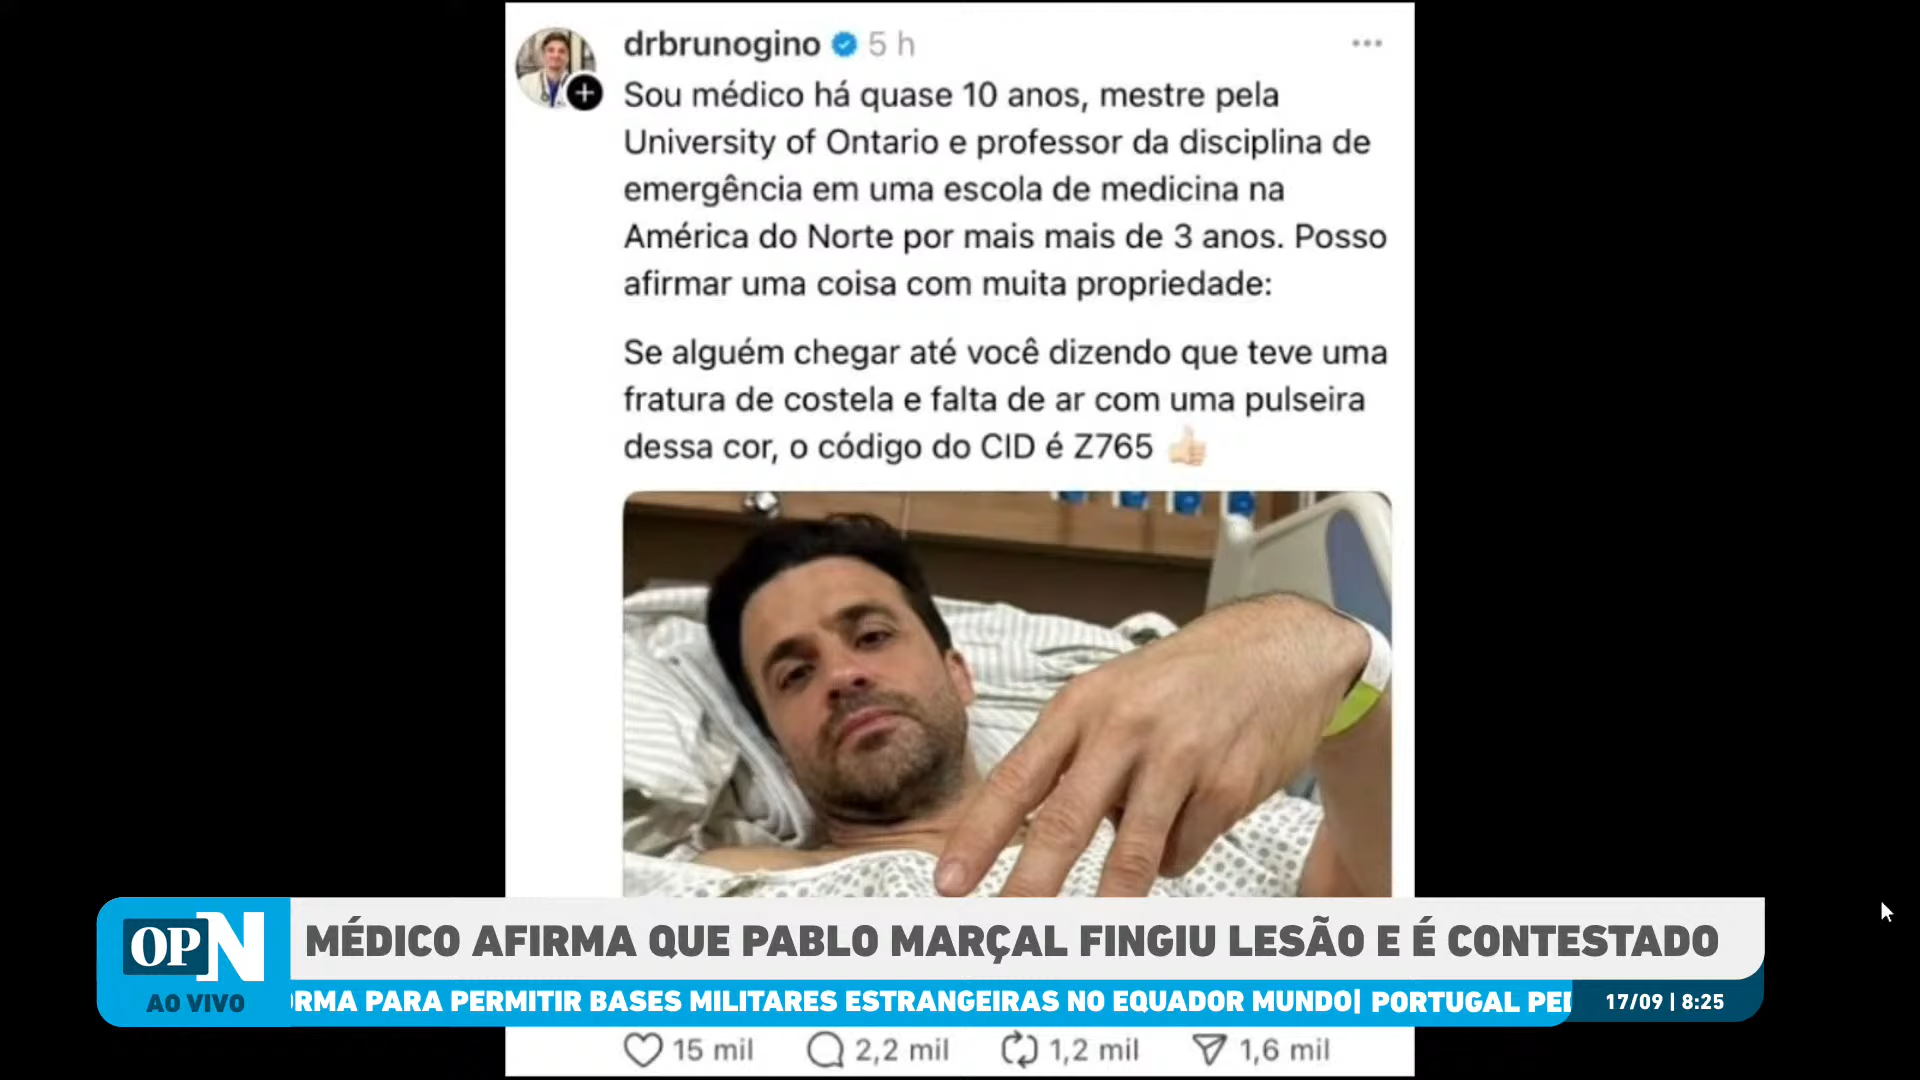 drbrunogino 5 h
Sou médico há quase 10 anos, mestre pela
University of Ontario e professor da disciplina de
emergência em uma escola de medicina na
América do Norte por mais mais de 3 anos. Posso
afirmar uma coisa com muita propriedade:
Se alguém chegar até você dizendo que teve uma
fratura de costela e falta de ar com uma pulseira
dessa cor, o código do CID é Z765 👍🏻
OPN
MÉDICO AFIRMA QUE PABLO MARÇAL FINGIU LESÃO E É CONTESTADO
AO VIVO
ORMA PARA PERMITIR BASES MILITARES ESTRANGEIRAS NO EQUADOR MUNDO| PORTUGAL PE
17/09 | 8:25
15 mil 2,2 mil 1,2 mil 1,6 mil